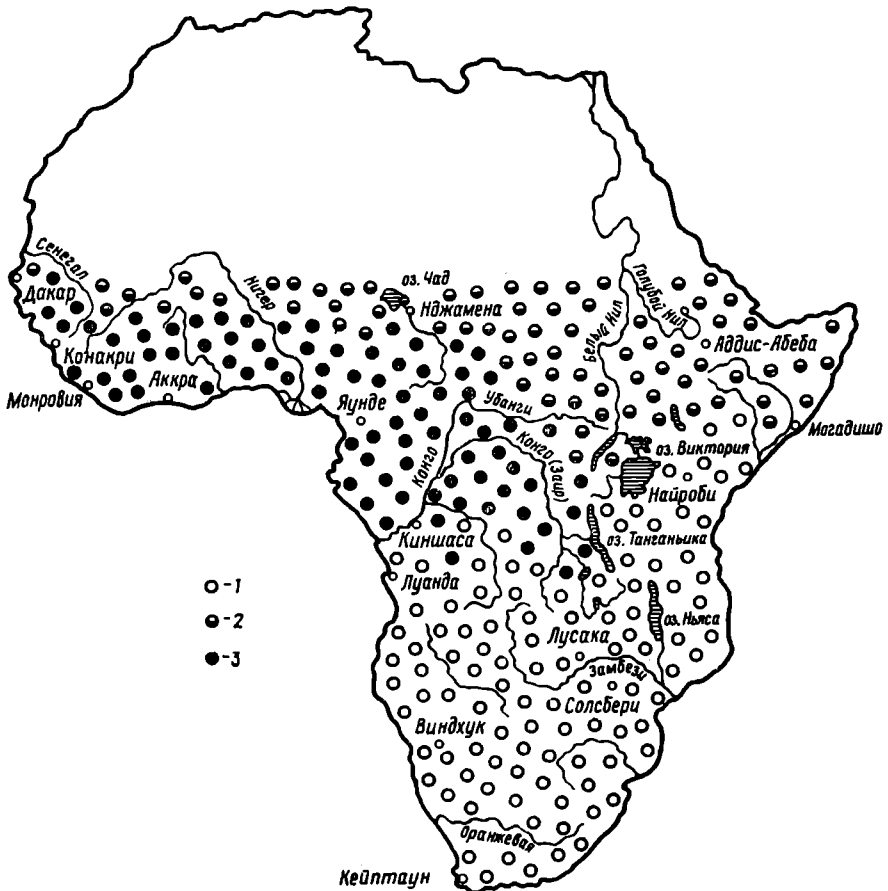 Сенегал
Дакар
Нигер
оз. Чад
Нджамена
Белый Нил
Голубой Нил
Аддис-Абеба
Конакри
Монровия
Аккра
Яунде
Убанги
Могадишо
Конго
Конго (Заир)
оз. Виктория
Найроби
Киншаса
оз. Танганьика
Луанда
-1
-2
-3
оз. Ньяса
Лусака
Замбези
Солсбери
Виндхук
Оранжевая
Кейптаун